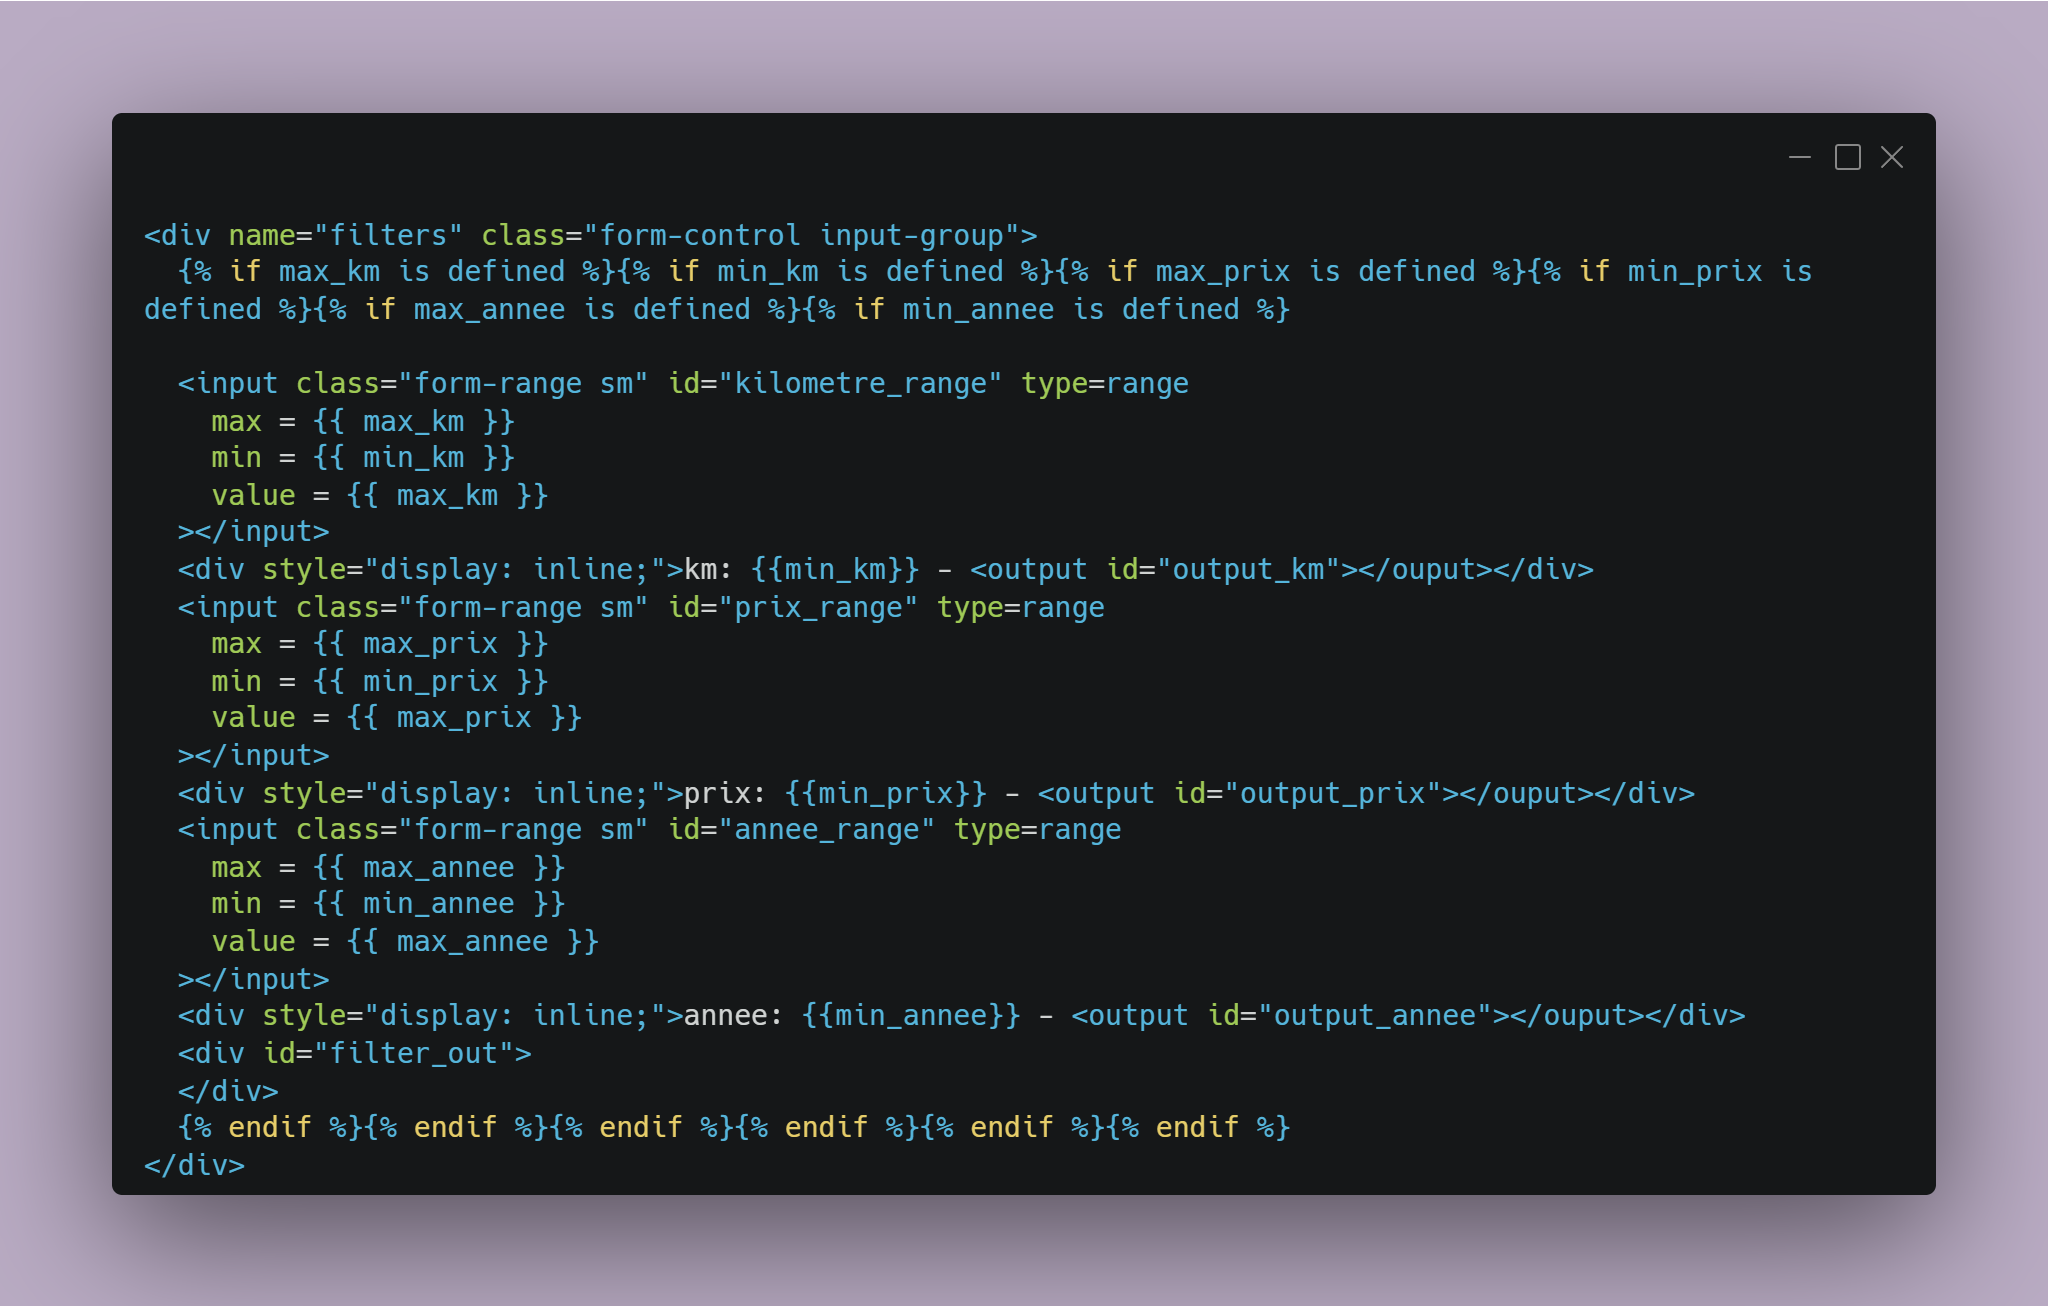 <div name="filters" class="form-control input-group">
  {% if max_km is defined %}{% if min_km is defined %}{% if max_prix is defined %}{% if min_prix is
defined %}{% if max_annee is defined %}{% if min_annee is defined %}

  <input class="form-range sm" id="kilometre_range" type=range
    max = {{ max_km }}
    min = {{ min_km }}
    value = {{ max_km }}
  ></input>
  <div style="display: inline;">km: {{min_km}} - <output id="output_km"></ouput></div>
  <input class="form-range sm" id="prix_range" type=range
    max = {{ max_prix }}
    min = {{ min_prix }}
    value = {{ max_prix }}
  ></input>
  <div style="display: inline;">prix: {{min_prix}} - <output id="output_prix"></ouput></div>
  <input class="form-range sm" id="annee_range" type=range
    max = {{ max_annee }}
    min = {{ min_annee }}
    value = {{ max_annee }}
  ></input>
  <div style="display: inline;">annee: {{min_annee}} - <output id="output_annee"></ouput></div>
  <div id="filter_out">
  </div>
  {% endif %}{% endif %}{% endif %}{% endif %}{% endif %}{% endif %}
</div>